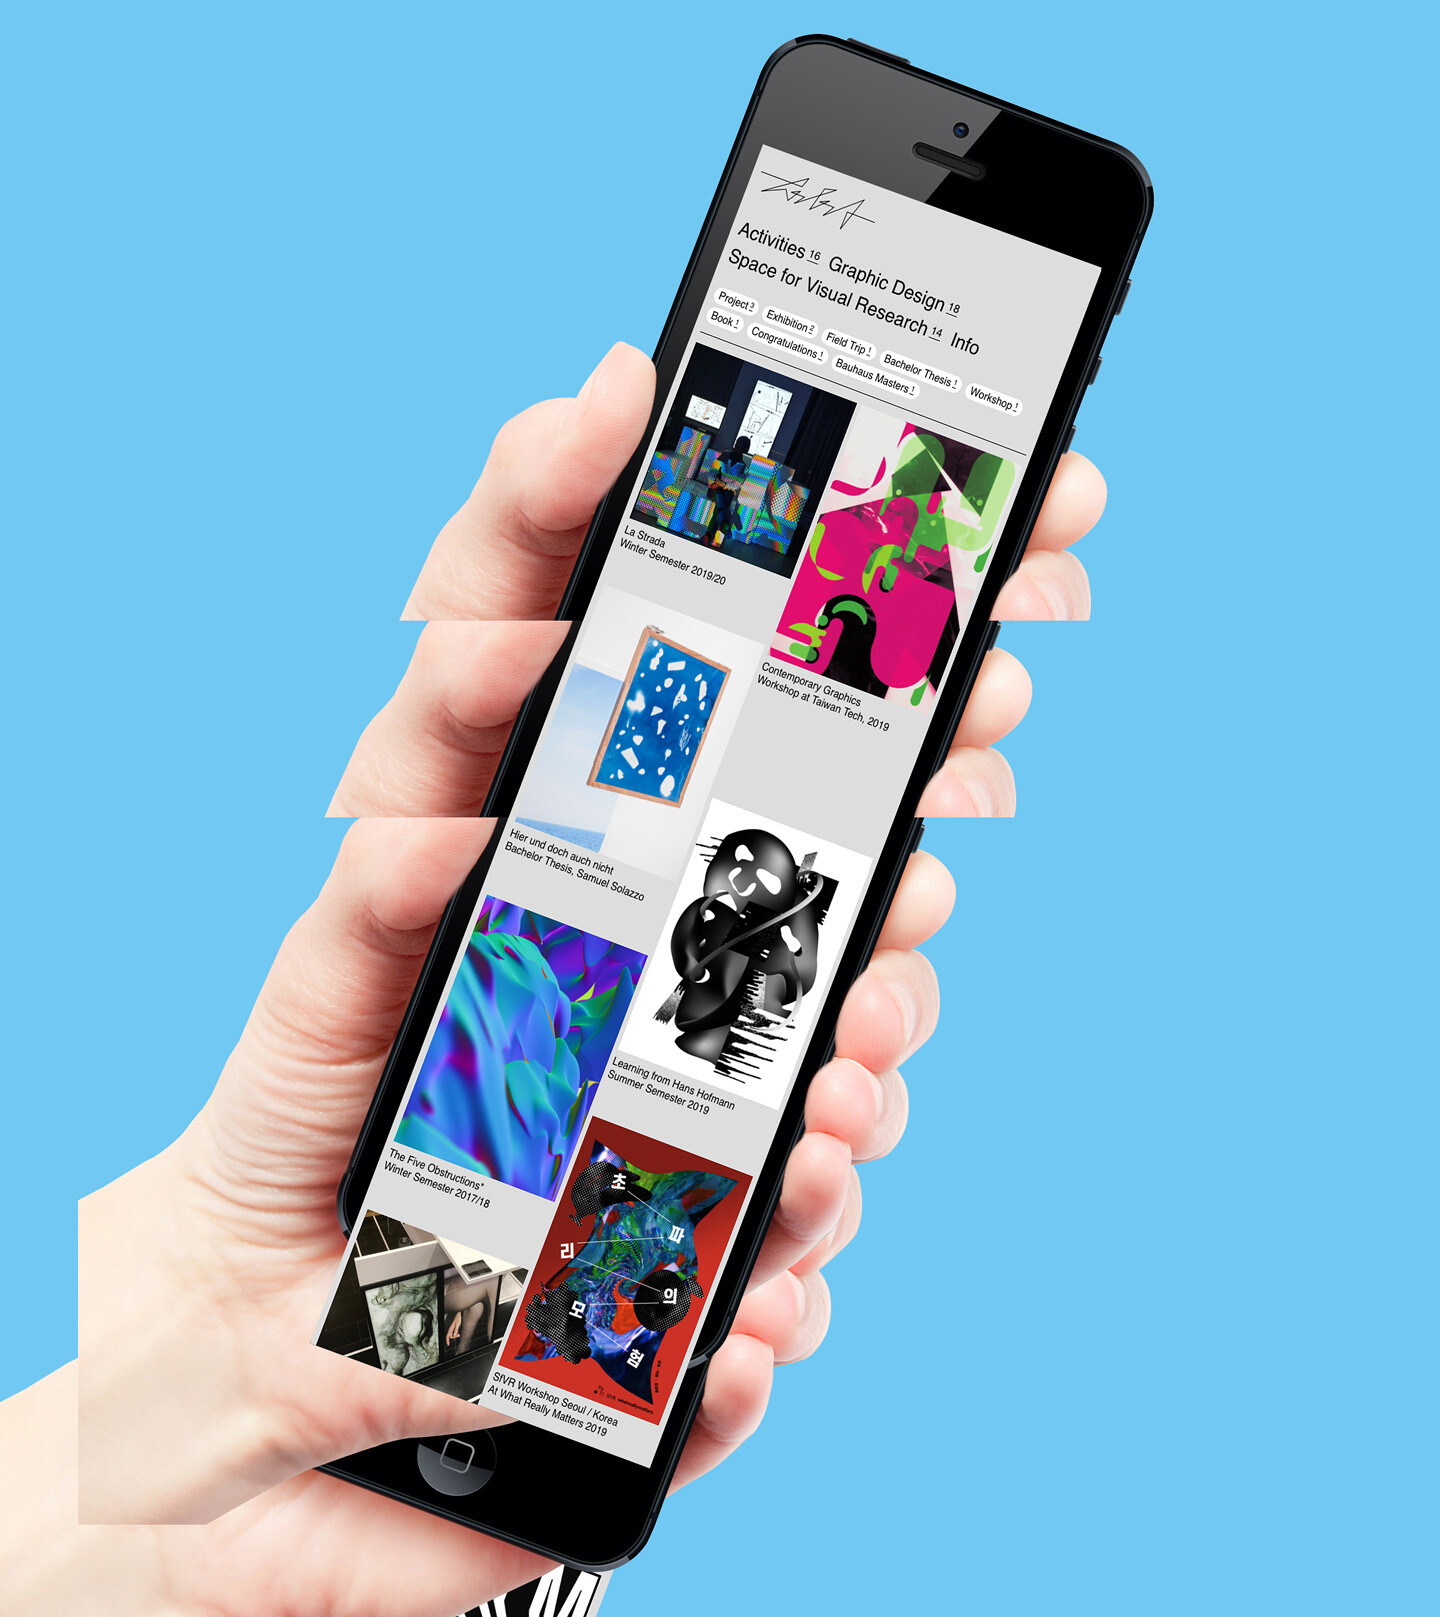 Activities 16 Graphic Design 18
Space for Visual Research 14 Info
Project 3 Exhibition 2 Field Trip 1 Bachelor Thesis 1 Workshop 1
Book 1 Congratulations 1 Bauhaus Masters 1
La Strada
Winter Semester 2019/20
Contemporary Graphics
Workshop at Taiwan Tech, 2019
Hier und doch auch nicht
Bachelor Thesis, Samuel Solazzo
Learning from Hans Hofmann
Summer Semester 2019
The Five Obstructions*
Winter Semester 2017/18
초
파
리
의
모
험
SfVR Workshop Seoul / Korea
At What Really Matters 2019